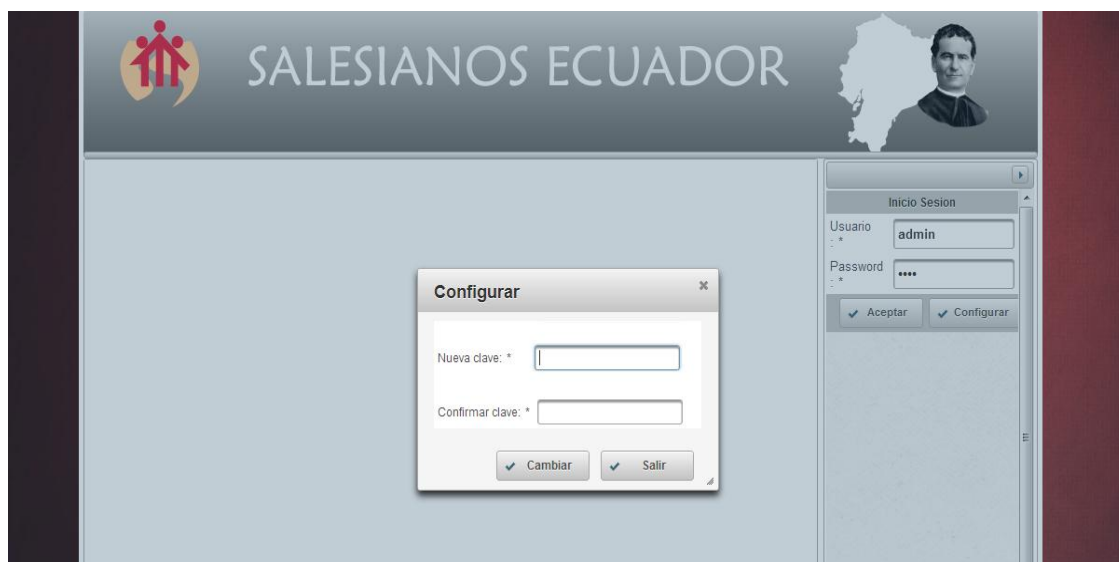 SALESIANOS ECUADOR
Inicio Sesion
Usuario
: *
admin
Password
: *
••••
Aceptar
Configurar
Configurar
Nueva clave: *
Confirmar clave: *
Cambiar
Salir